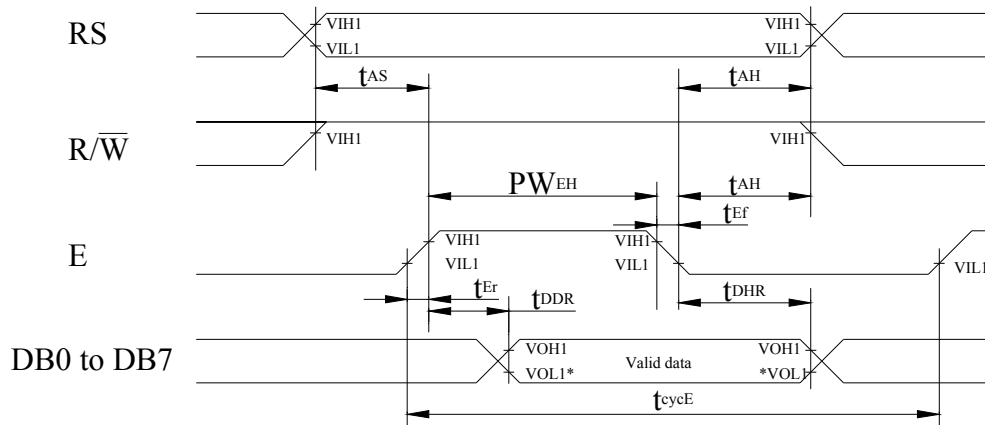 RS
VIH1
VIL1
VIH1
VIL1
tAS
tAH
R/W̅
VIH1
VIH1
PWEH
tAH
tEf
E
VIH1
VIL1
VIH1
VIL1
VIL1
tEr
tDDR
tDHR
DB0 to DB7
VOH1
VOL1*
Valid data
VOH1
*VOL1
tcycE